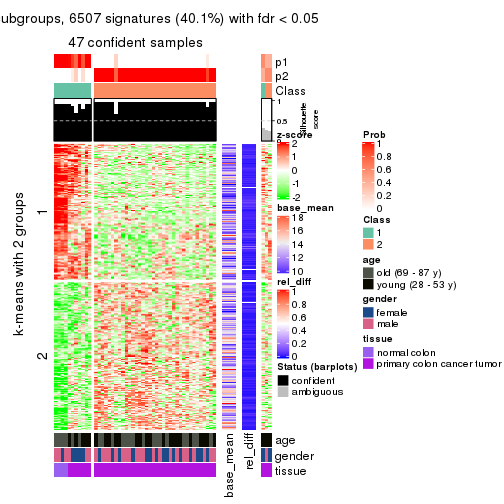 ubgroups, 6507 signatures (40.1%) with fdr < 0.05
47 confident samples
p1
p2
Class
1
0.5
0
silhouette
score
k-means with 2 groups
1
2
z-score
2
1
0
-1
-2
base_mean
18
16
14
12
10
rel_diff
1
0.8
0.6
0.4
0.2
0
Status (barplots)
confident
ambiguous
Prob
1
0.8
0.6
0.4
0.2
0
Class
1
2
age
old (69 - 87 y)
young (28 - 53 y)
gender
female
male
tissue
normal colon
primary colon cancer tumor
base_mean
rel_diff
age
gender
tissue